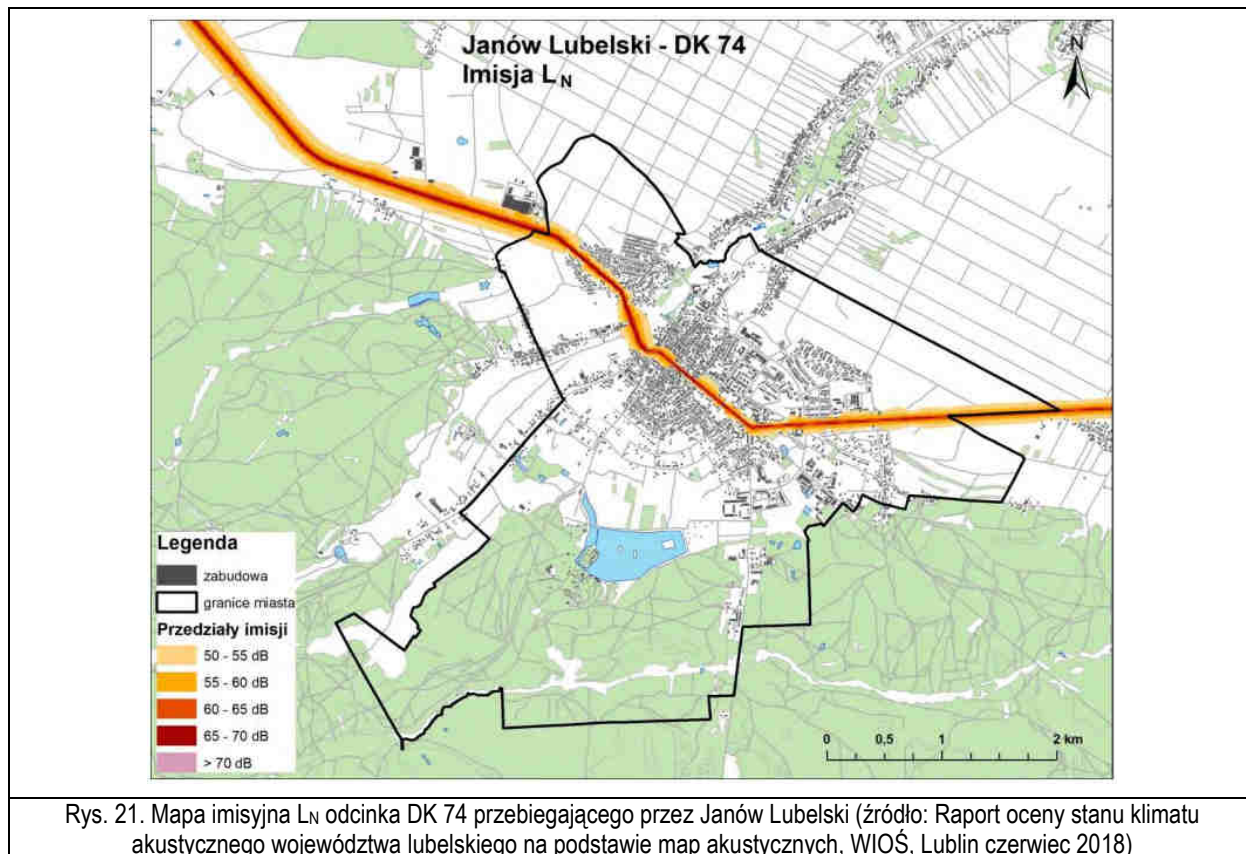 Janów Lubelski - DK 74
Imisja LN
N
Legenda
zabudowa
granice miasta
Przedziały imisji
50 - 55 dB
55 - 60 dB
60 - 65 dB
65 - 70 dB
> 70 dB
0 0,5 1 2 km
Rys. 21. Mapa imisyjna LN odcinka DK 74 przebiegającego przez Janów Lubelski (źródło: Raport oceny stanu klimatu
akustycznego województwa lubelskiego na podstawie map akustycznych, WIOŚ, Lublin czerwiec 2018)